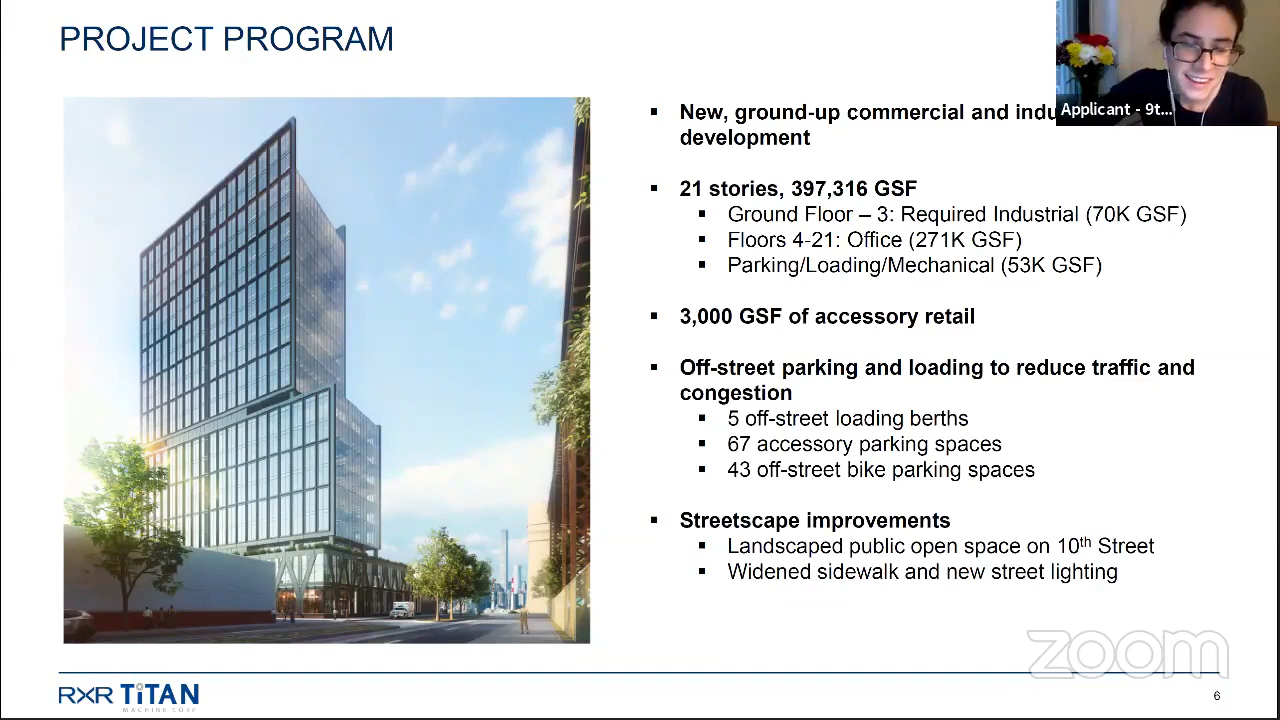 PROJECT PROGRAM
Applicant - 9t...
▪ New, ground-up commercial and indu
development
▪ 21 stories, 397,316 GSF
▪ Ground Floor – 3: Required Industrial (70K GSF)
▪ Floors 4-21: Office (271K GSF)
▪ Parking/Loading/Mechanical (53K GSF)
▪ 3,000 GSF of accessory retail
▪ Off-street parking and loading to reduce traffic and
congestion
▪ 5 off-street loading berths
▪ 67 accessory parking spaces
▪ 43 off-street bike parking spaces
▪ Streetscape improvements
▪ Landscaped public open space on 10th Street
▪ Widened sidewalk and new street lighting
zoom
RXR TiTAN
MACHINE CORP
6